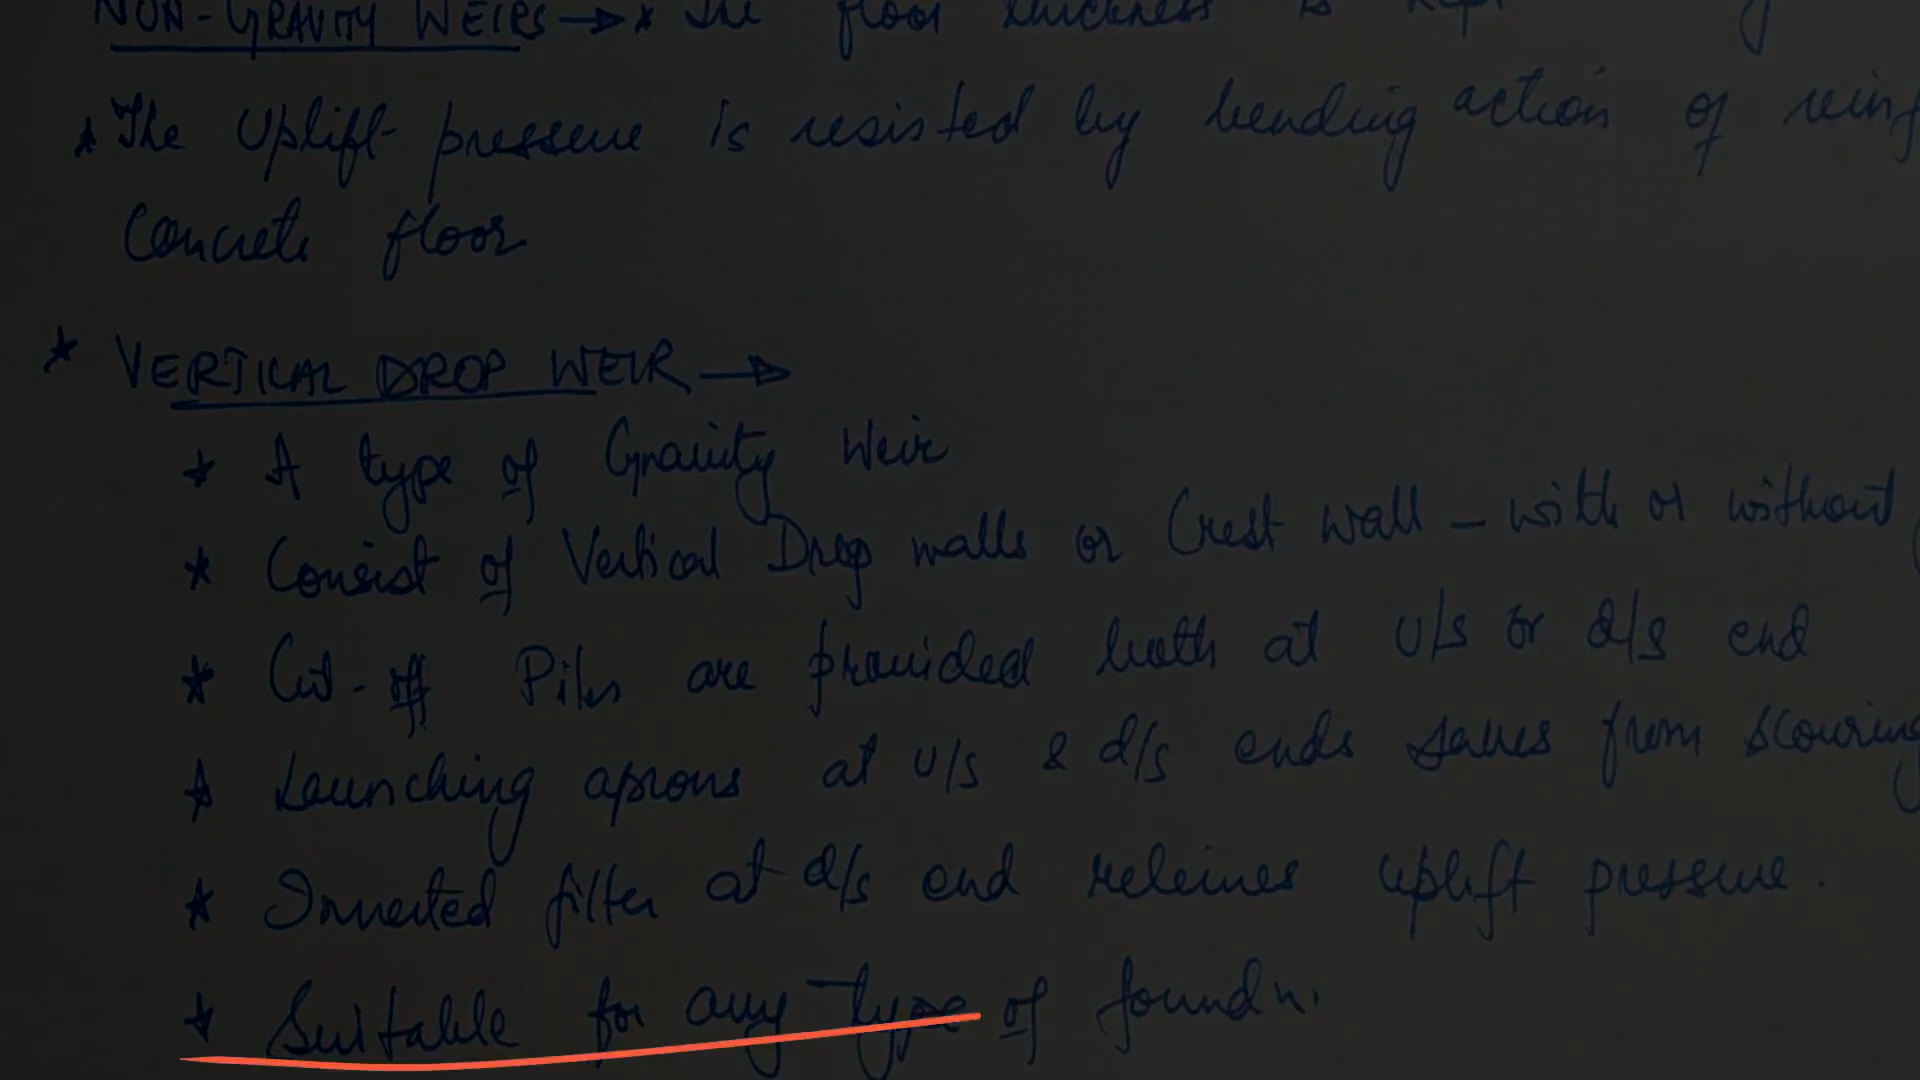 NON-GRAVITY WEIRS → * The floor thickness is kept
* The Uplift pressure is resisted by bending action of reinf
Concrete floor
* VERTICAL DROP WEIR →
* A type of Gravity Weir
* Consist of Vertical Drop walls or Crest wall - with or without
* Cut-off Piles are provided both at u/s or d/s end
* Launching aprons at u/s & d/s ends saves from scouring
* Inverted filter at d/s end releives uplift pressure.
* Suitable for any type of foundn.